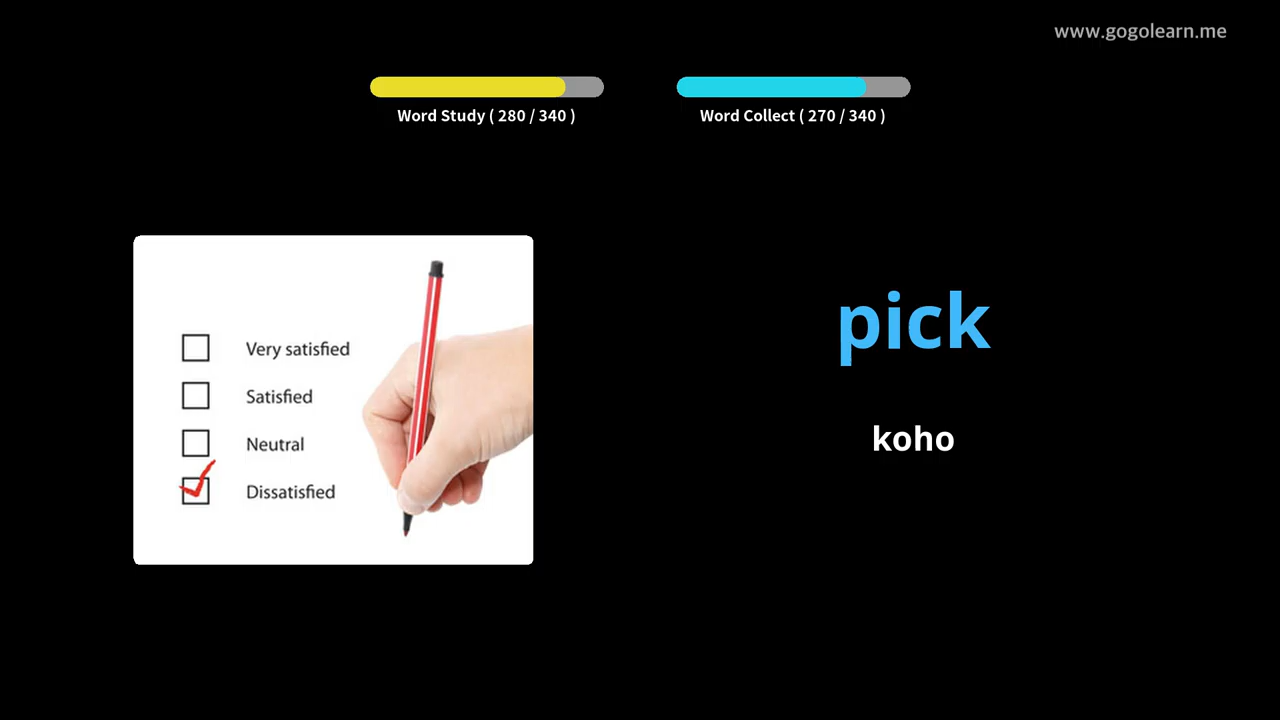 www.gogolearn.me
Word Study ( 280 / 340 )
Word Collect ( 270 / 340 )
Very satisfied
Satisfied
Neutral
Dissatisfied
pick
koho